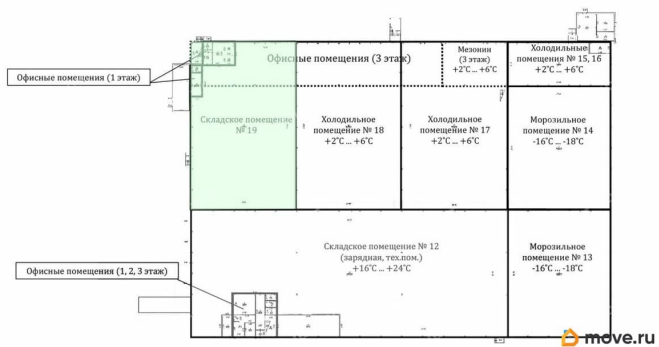 Офисные помещения (1 этаж)
Офисные помещения (3 этаж)
Мезонин
(3 этаж)
+2°С ... +6°С
Холодильные
помещения № 15, 16
+2°С ... +6°С
Складское помещение
№ 19
Холодильное
помещение № 18
+2°С ... +6°С
Холодильное
помещение № 17
+2°С ... +6°С
Морозильное
помещение № 14
-16°С ... -18°С
Складское помещение № 12
(зарядная, тех.пом.)
+16°С ... +24°С
Морозильное
помещение № 13
-16°С ... -18°С
Офисные помещения (1, 2, 3 этаж)
move.ru